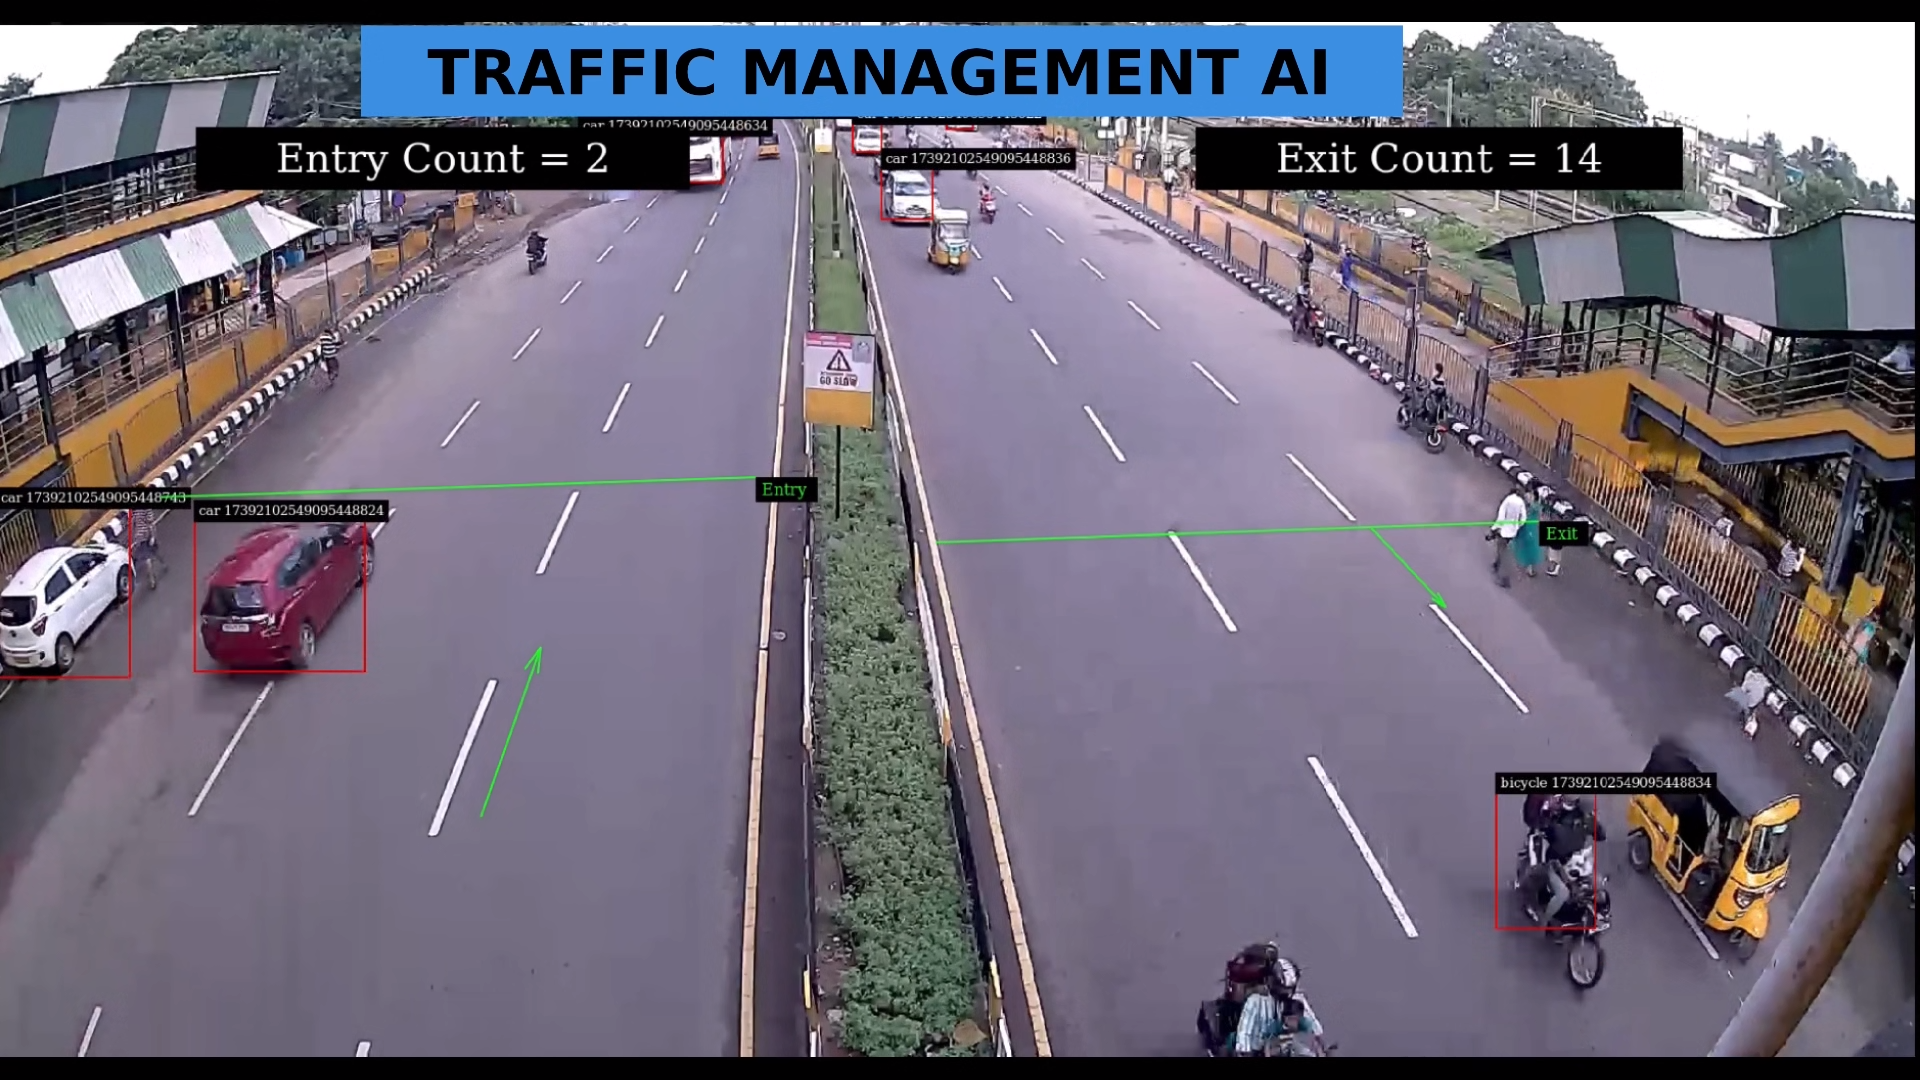 TRAFFIC MANAGEMENT AI
car 17392102549095448634
Entry Count = 2
car 17392102549095448836
Exit Count = 14
GO SLOW
Entry
car 17392102549095448743
car 17392102549095448824
Exit
bicycle 17392102549095448834